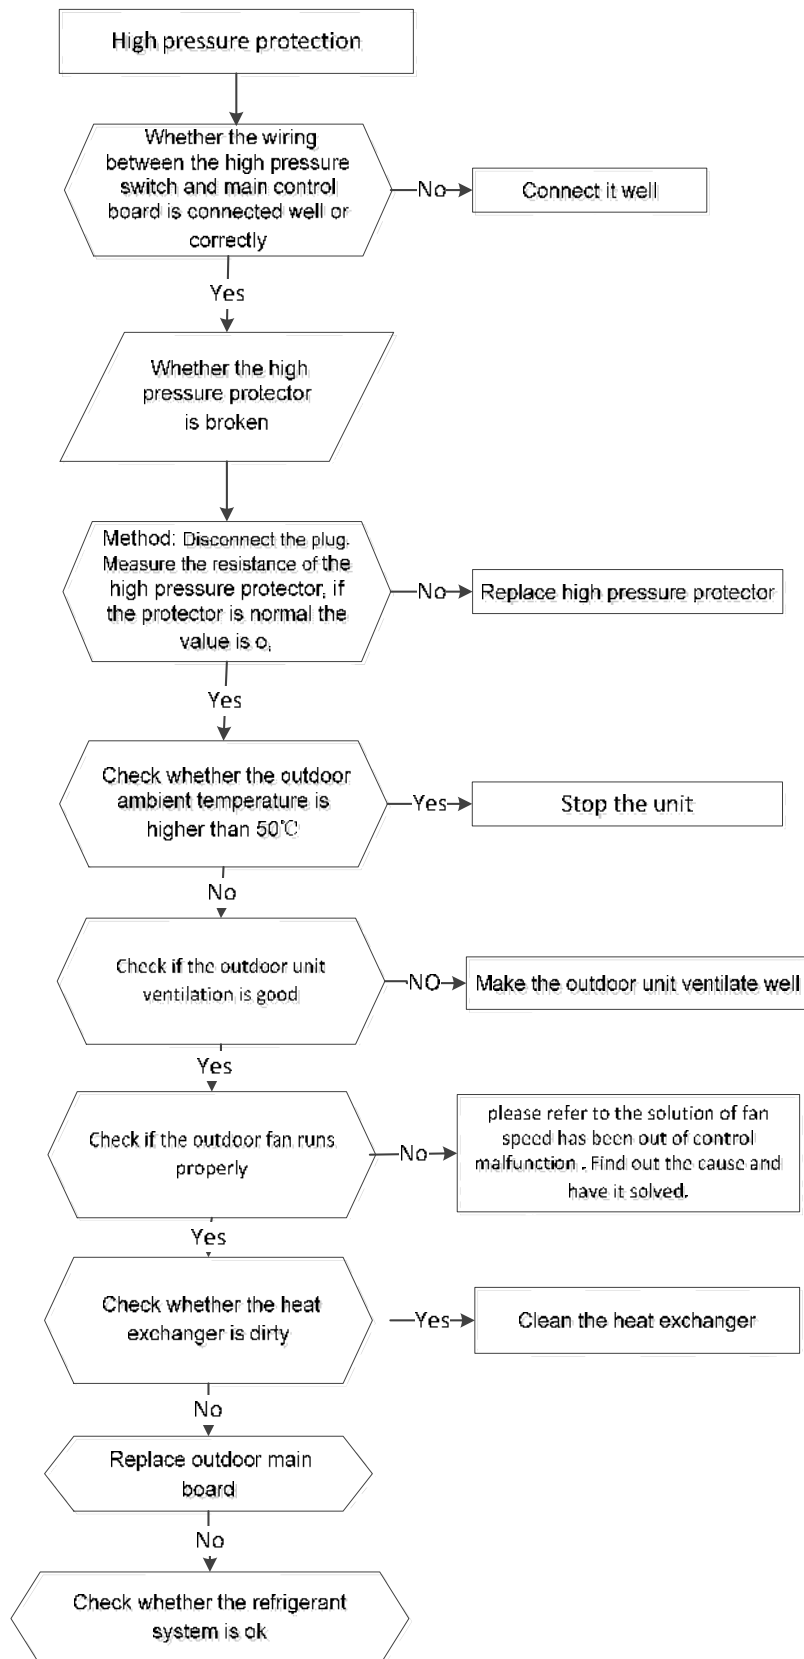 High pressure protection
Whether the wiring
between the high pressure
switch and main control
board is connected well or
correctly
No
Connect it well
Yes
Whether the high
pressure protector
is broken
Method: Disconnect the plug.
Measure the resistance of the
high pressure protector, if
the protector is normal the
value is o,
No
Replace high pressure protector
Yes
Check whether the outdoor
ambient temperature is
higher than 50℃
Yes
Stop the unit
No
Check if the outdoor unit
ventilation is good
NO
Make the outdoor unit ventilate well
Yes
Check if the outdoor fan runs
properly
No
please refer to the solution of fan
speed has been out of control
malfunction . Find out the cause and
have it solved.
Yes
Check whether the heat
exchanger is dirty
Yes
Clean the heat exchanger
No
Replace outdoor main
board
No
Check whether the refrigerant
system is ok